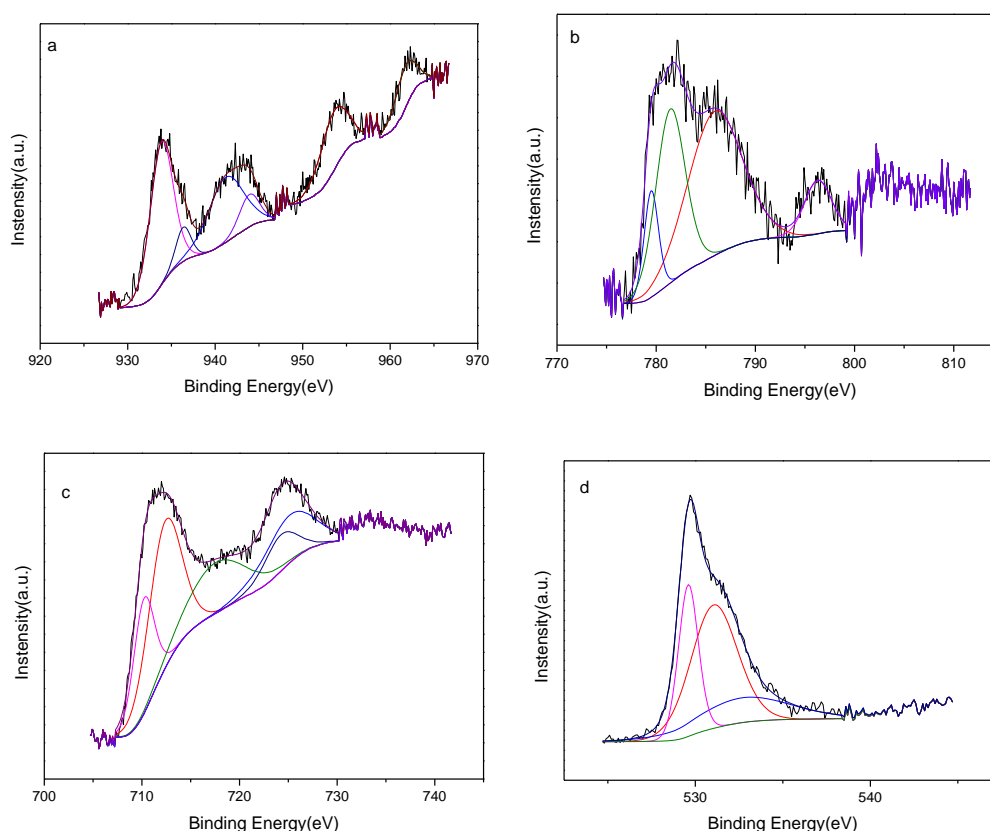 a
Instensity(a.u.)
920 930 940 950 960 970
Binding Energy(eV)
b
Instensity(a.u.)
770 780 790 800 810
Binding Energy(eV)
c
Instensity(a.u.)
700 710 720 730 740
Binding Energy(eV)
d
Instensity(a.u.)
530 540
Binding Energy(eV)